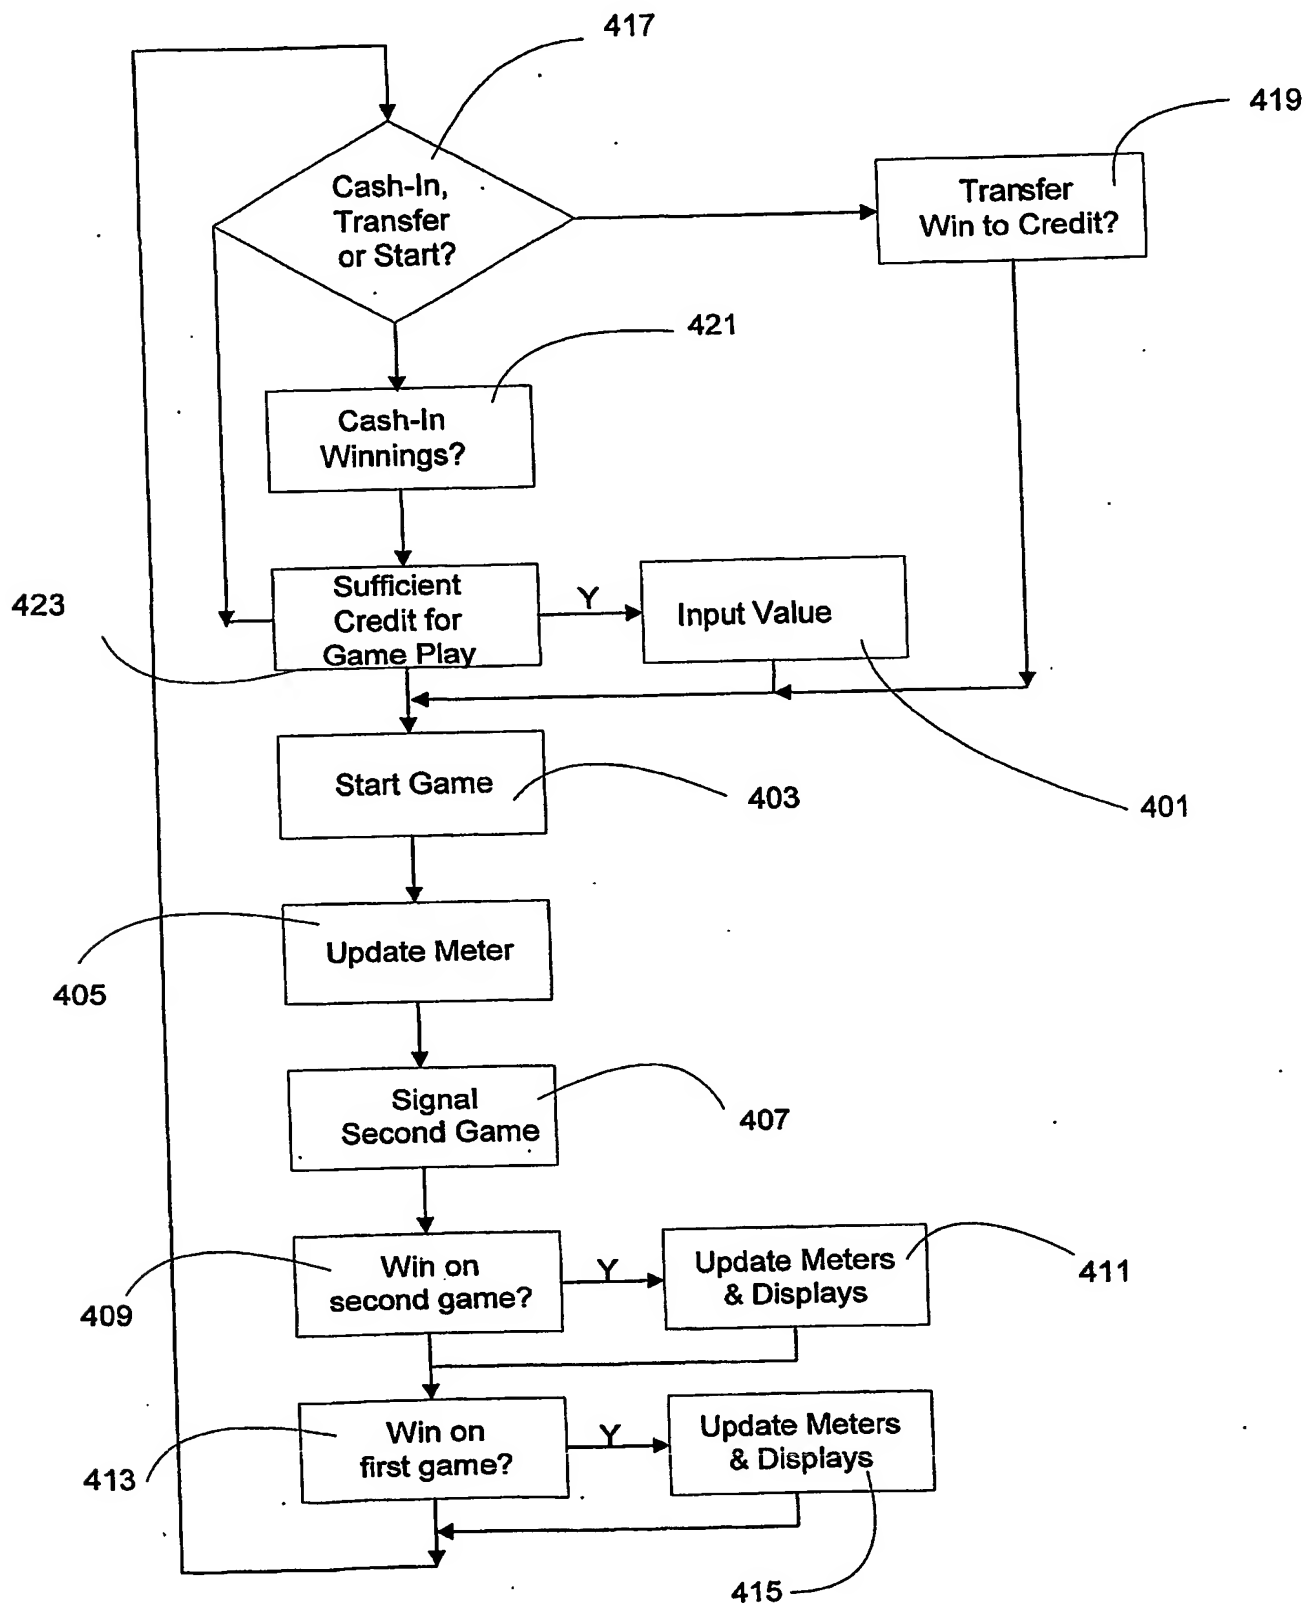 417
419
Cash-In,
Transfer
or Start?
Transfer
Win to Credit?
421
Cash-In
Winnings?
423
Sufficient
Credit for
Game Play
Y
Input Value
Start Game
403
401
Update Meter
405
Signal
Second Game
407
Win on
second game?
Y
Update Meters
& Displays
411
409
Win on
first game?
Y
Update Meters
& Displays
413
415